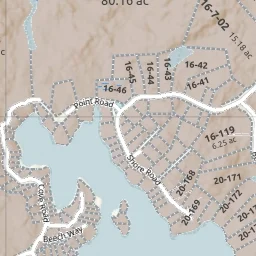 80.16 ac
16-7-02
15.18 ac
16-45
16-44
16-43
16-42
16-41
16-46
Point Road
16-119
6.25 ac
Shore Road
20-168
20-171
20-172
20-169
Cole Road
Beech Way